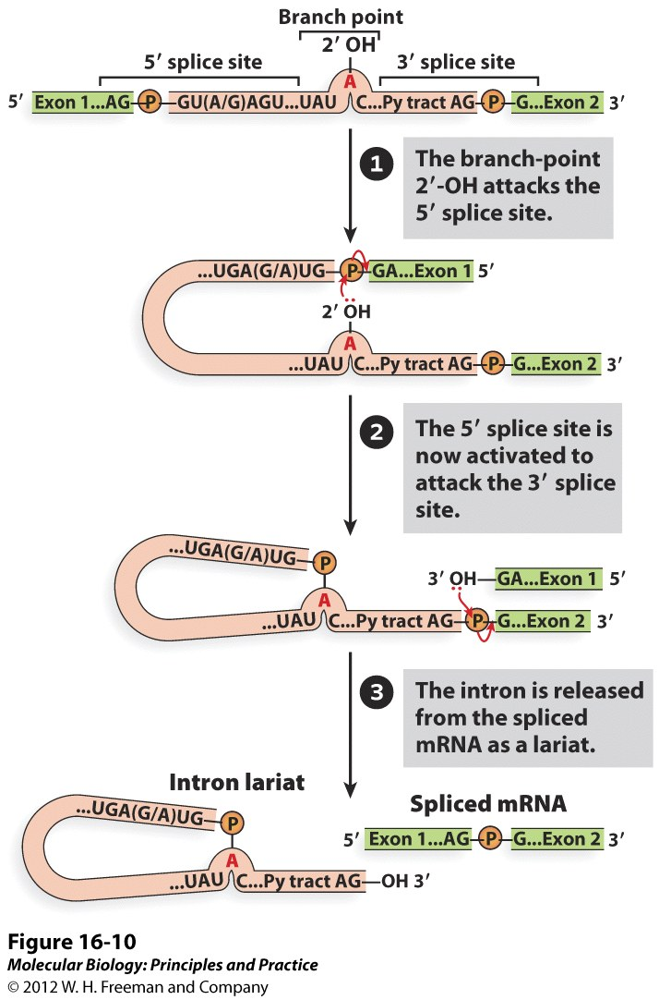 Branch point
2′ OH
5′ splice site
3′ splice site
A
5′ Exon 1...AG P GU(A/G)AGU...UAU C...Py tract AG P G...Exon 2 3′
1
The branch-point
2′-OH attacks the
5′ splice site.
...UGA(G/A)UG P GA...Exon 1 5′
2′ OH
A
...UAU C...Py tract AG P G...Exon 2 3′
2
The 5′ splice site is
now activated to
attack the 3′ splice
site.
...UGA(G/A)UG P
3′ OH GA...Exon 1 5′
A
...UAU C...Py tract AG P G...Exon 2 3′
3
The intron is released
from the spliced
mRNA as a lariat.
Intron lariat
Spliced mRNA
...UGA(G/A)UG P
5′ Exon 1...AG P G...Exon 2 3′
A
...UAU C...Py tract AG OH 3′
Figure 16-10
Molecular Biology: Principles and Practice
© 2012 W. H. Freeman and Company